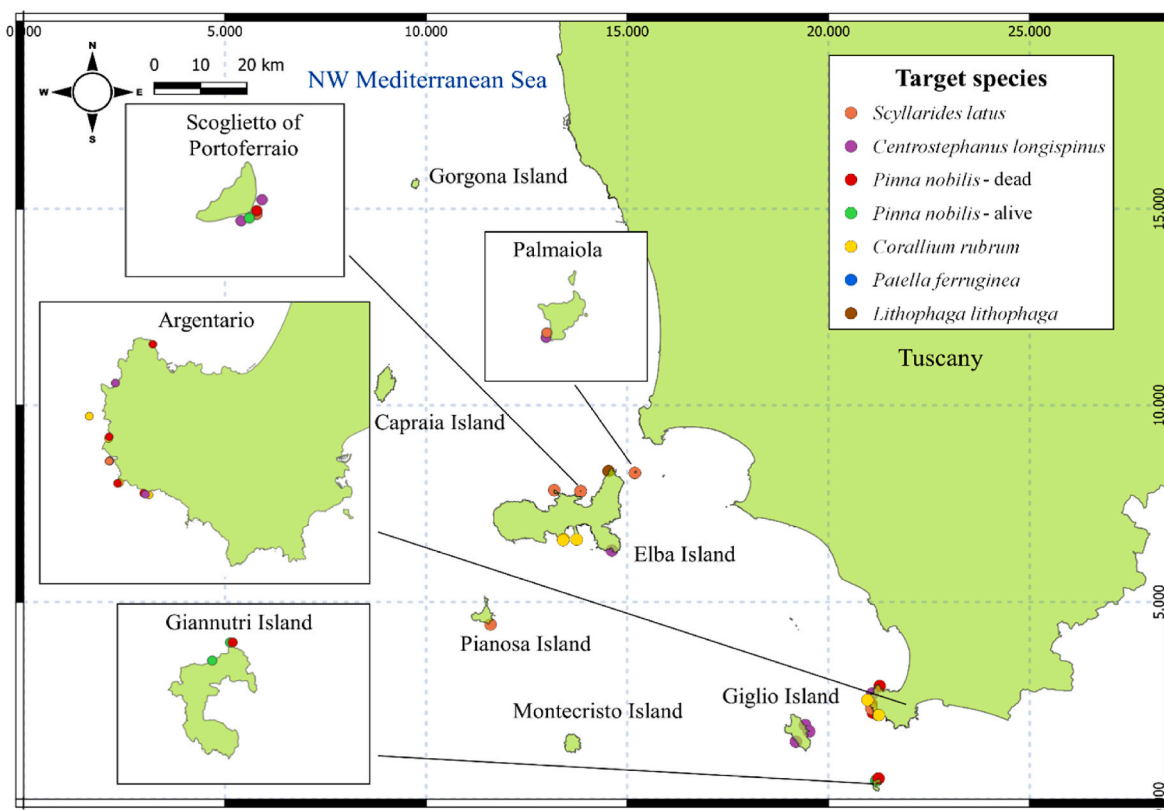 0.000 5.000 10.000 15.000 20.000 25.000
N
W E
S
0 10 20 km
NW Mediterranean Sea
Target species
Scyllarides latus
Centrostephanus longispinus
Pinna nobilis - dead
Pinna nobilis - alive
Corallium rubrum
Patella ferruginea
Lithophaga lithophaga
Scoglietto of
Portoferraio
Gorgona Island
15.000
Palmaiola
Argentario
Tuscany
Capraia Island
10.000
Elba Island
5.000
Giannutri Island
Pianosa Island
Giglio Island
Montecristo Island